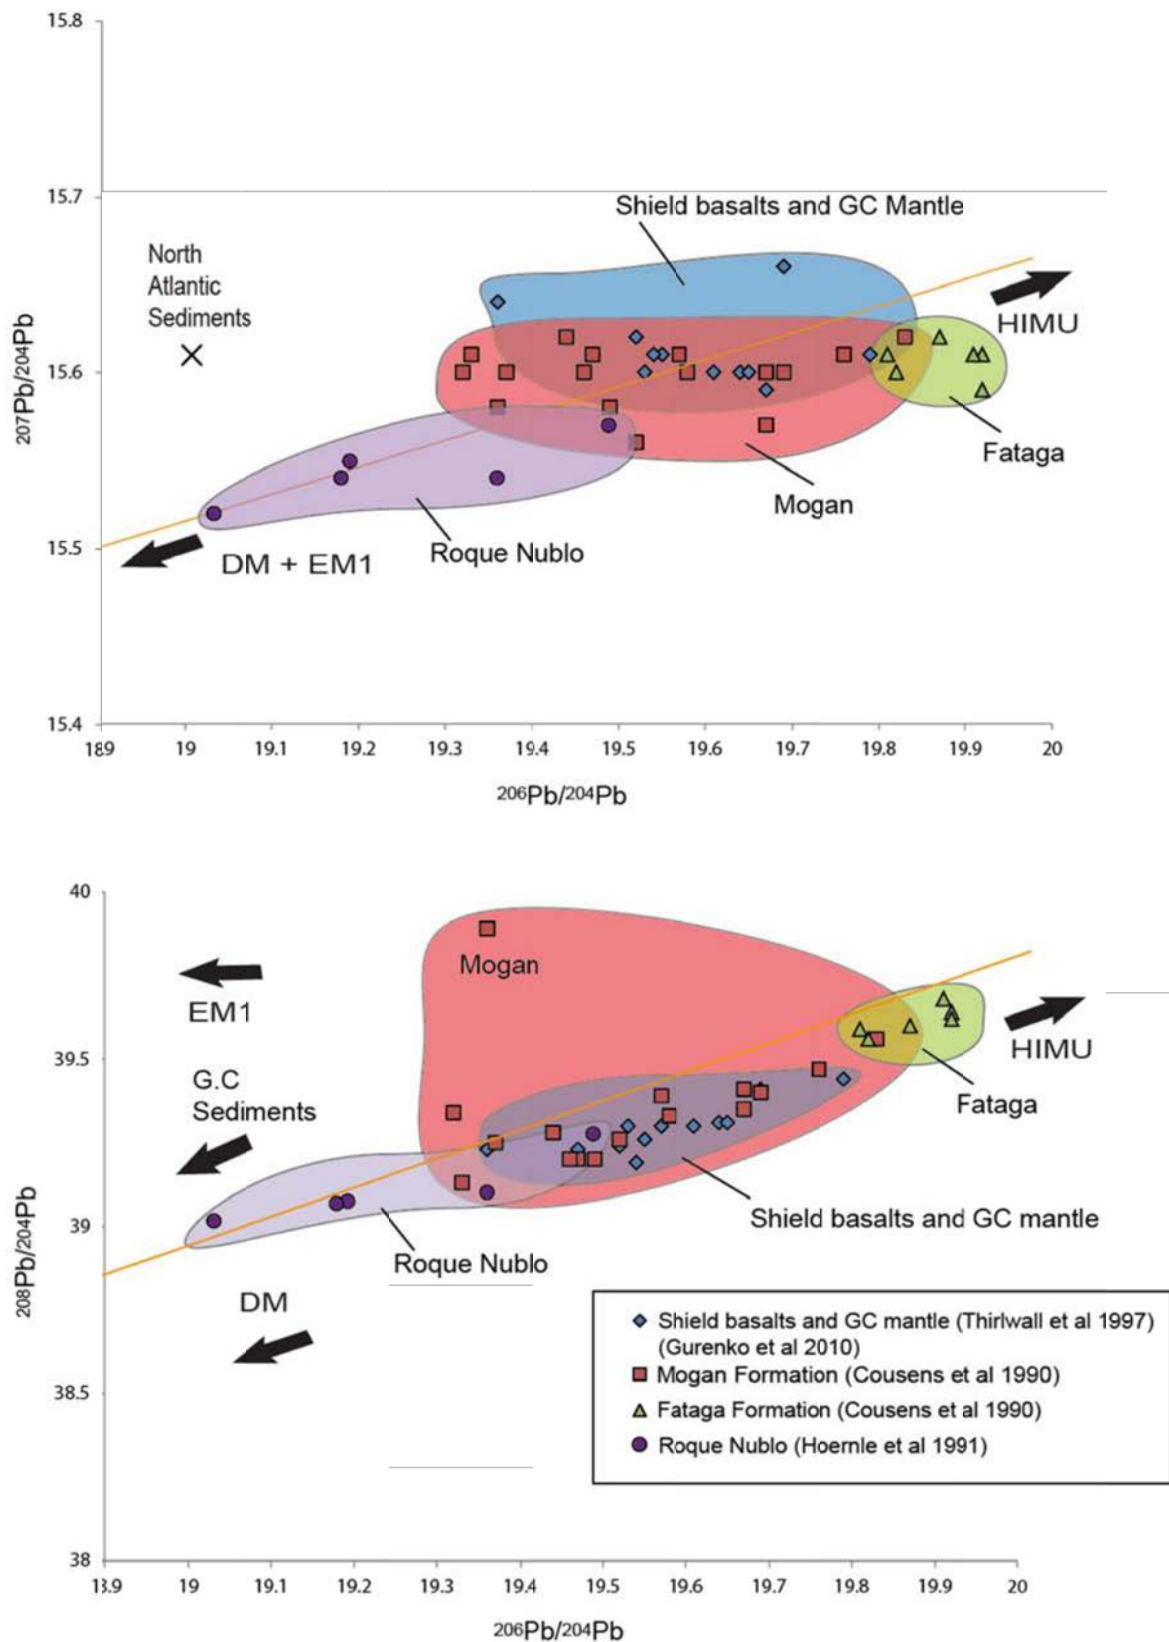 15.8
15.7
Shield basalts and GC Mantle
North
Atlantic
Sediments
HIMU
²⁰⁷Pb/²⁰⁴Pb
15.6
Fataga
Mogan
Roque Nublo
15.5
DM + EM1
15.4
18.9 19 19.1 19.2 19.3 19.4 19.5 19.6 19.7 19.8 19.9 20
²⁰⁶Pb/²⁰⁴Pb
40
Mogan
EM1
39.5
HIMU
G.C
Sediments
Fataga
Shield basalts and GC mantle
39
²⁰⁸Pb/²⁰⁴Pb
Roque Nublo
DM
Shield basalts and GC mantle (Thirlwall et al 1997)
(Gurenko et al 2010)
Mogan Formation (Cousens et al 1990)
38.5
Fataga Formation (Cousens et al 1990)
Roque Nublo (Hoernle et al 1991)
38
18.9 19 19.1 19.2 19.3 19.4 19.5 19.6 19.7 19.8 19.9 20
²⁰⁶Pb/²⁰⁴Pb